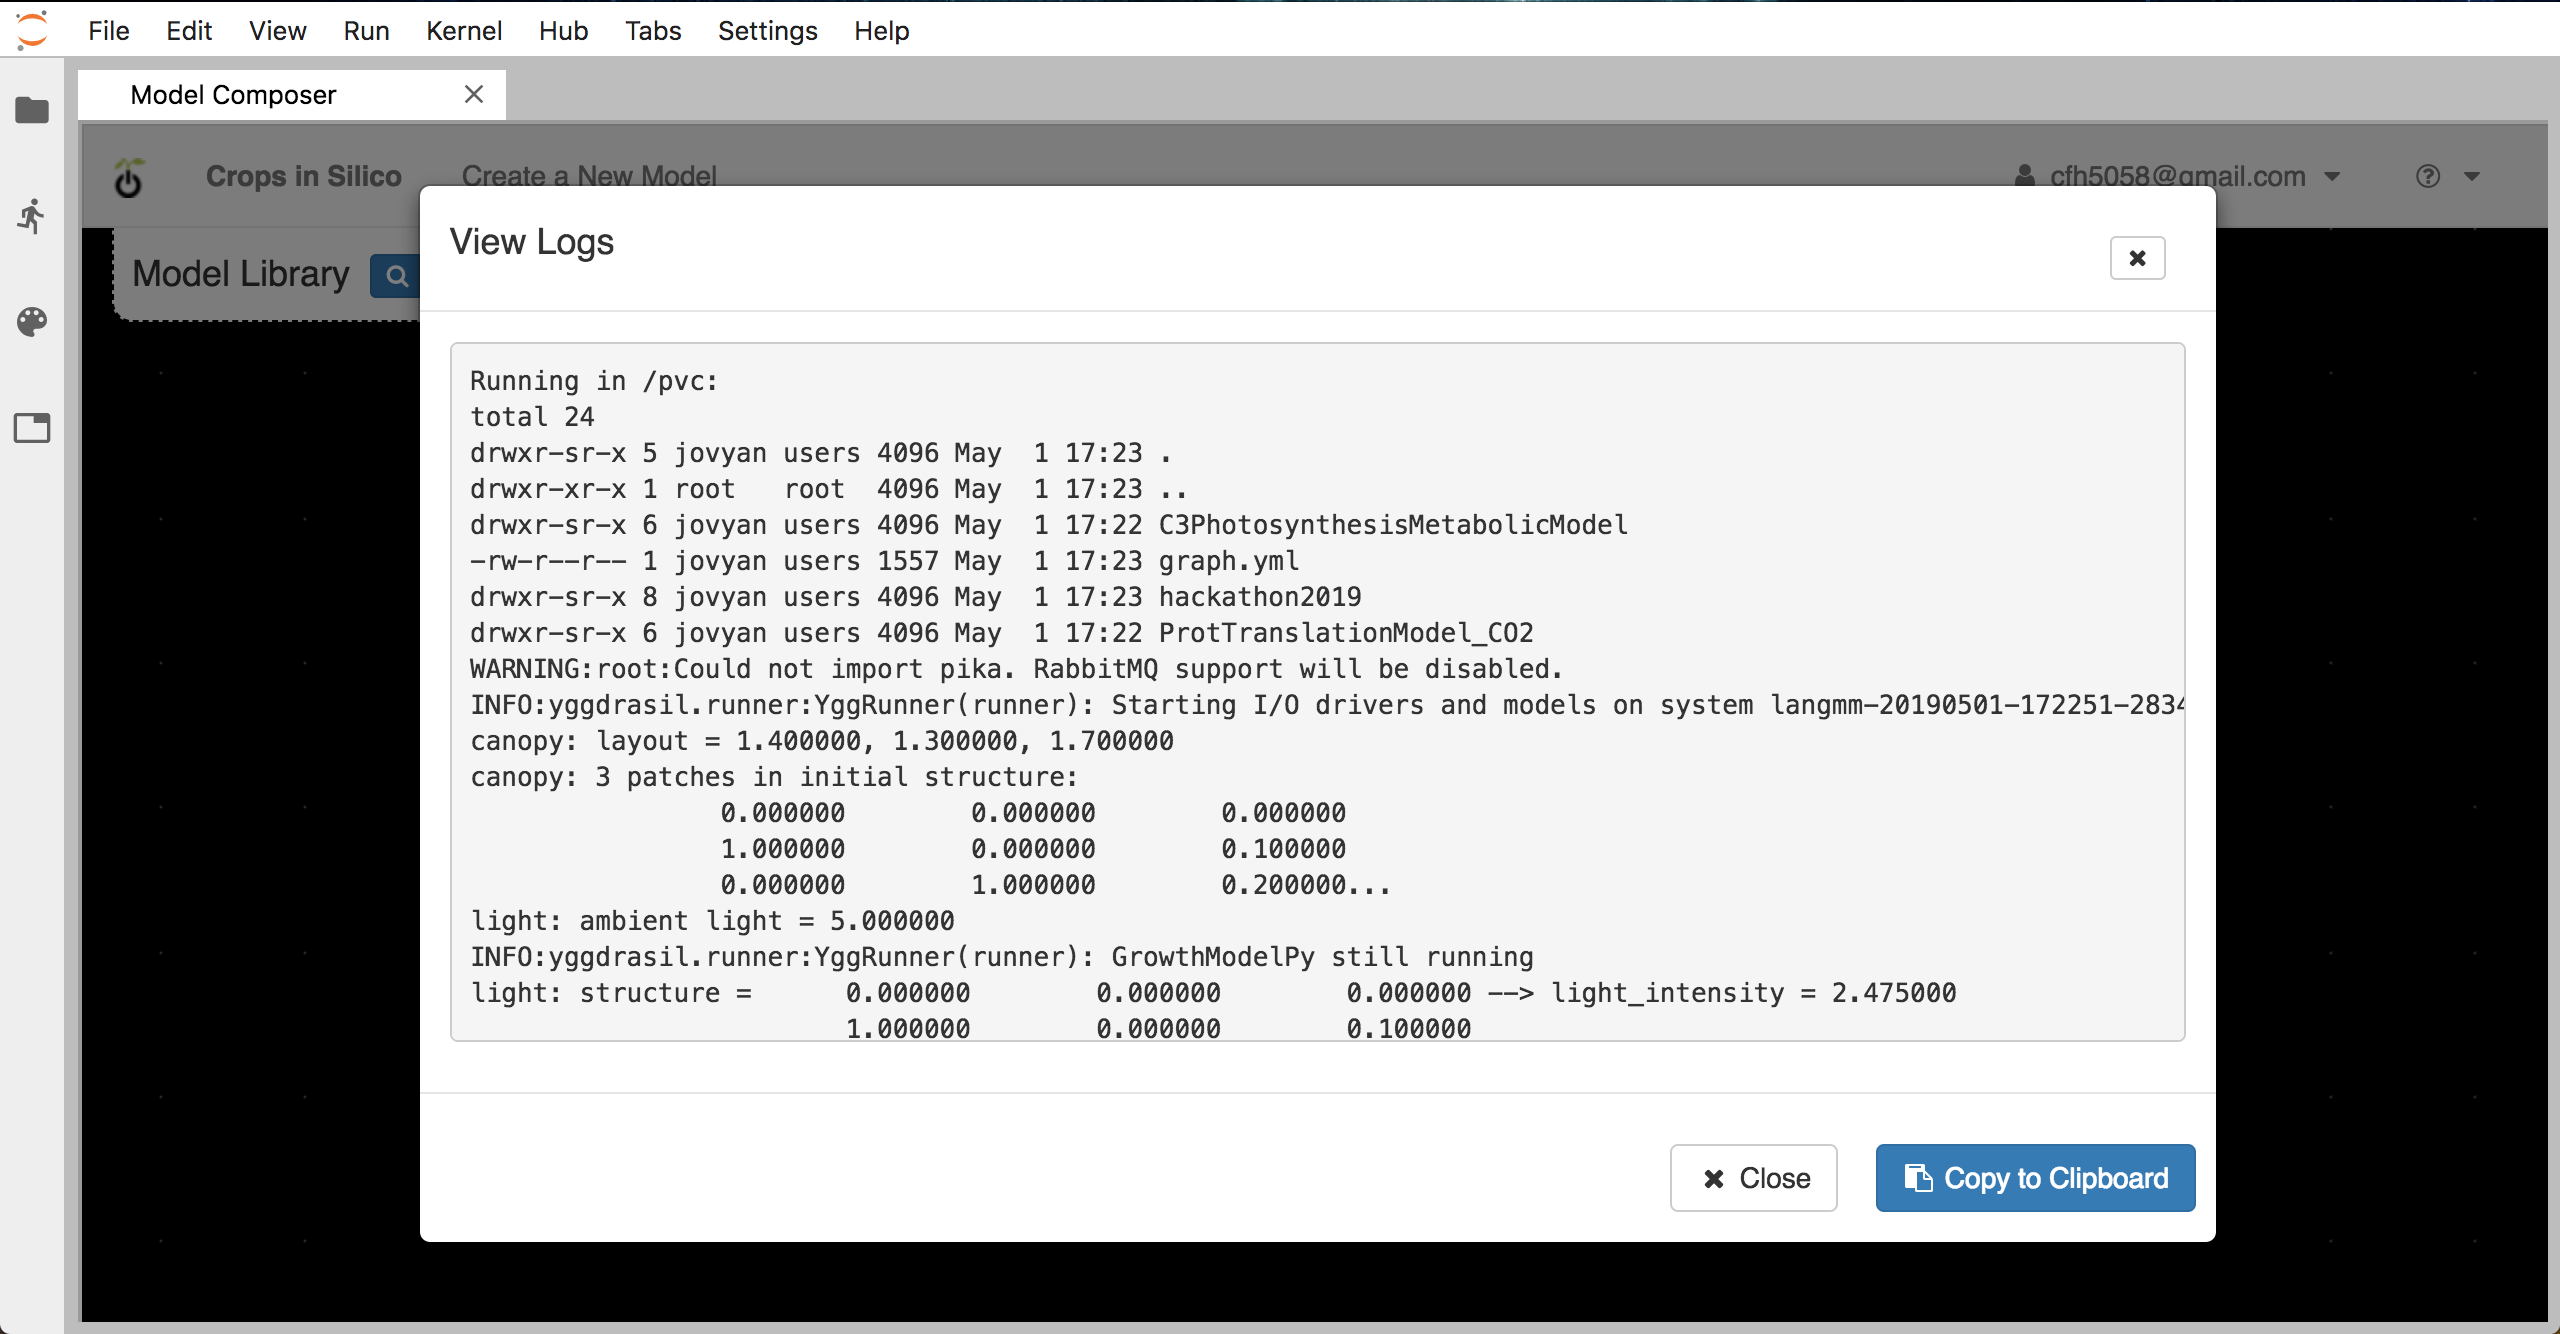 File Edit View Run Kernel Hub Tabs Settings Help
Model Composer
Crops in Silico Create a New Model cfh5058@gmail.com
Model Library
View Logs
Running in /pvc:
total 24
drwxr-sr-x 5 jovyan users 4096 May  1 17:23 .
drwxr-xr-x 1 root   root  4096 May  1 17:23 ..
drwxr-sr-x 6 jovyan users 4096 May  1 17:22 C3PhotosynthesisMetabolicModel
-rw-r--r-- 1 jovyan users 1557 May  1 17:23 graph.yml
drwxr-sr-x 8 jovyan users 4096 May  1 17:23 hackathon2019
drwxr-sr-x 6 jovyan users 4096 May  1 17:22 ProtTranslationModel_CO2
WARNING:root:Could not import pika. RabbitMQ support will be disabled.
INFO:yggdrasil.runner:YggRunner(runner): Starting I/O drivers and models on system langmm-20190501-172251-2834
canopy: layout = 1.400000, 1.300000, 1.700000
canopy: 3 patches in initial structure:
0.000000        0.000000        0.000000
1.000000        0.000000        0.100000
0.000000        1.000000        0.200000...
light: ambient light = 5.000000
INFO:yggdrasil.runner:YggRunner(runner): GrowthModelPy still running
light: structure =      0.000000        0.000000        0.000000 --> light_intensity = 2.475000
1.000000        0.000000        0.100000
Close Copy to Clipboard